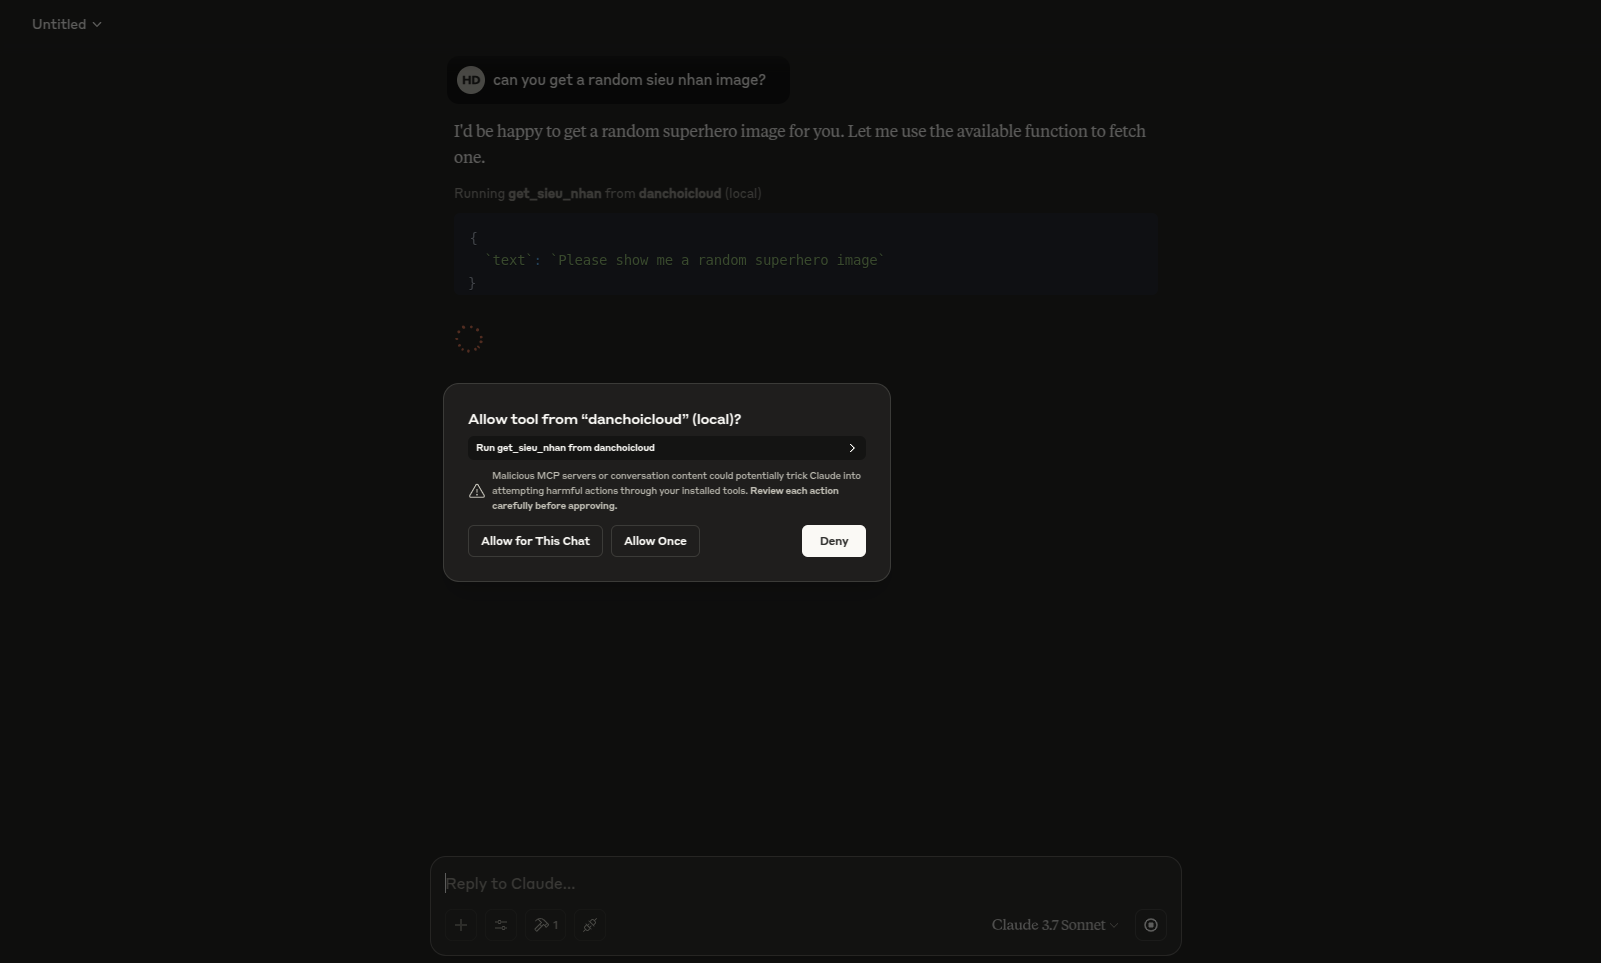 Untitled
HD can you get a random sieu nhan image?
I'd be happy to get a random superhero image for you. Let me use the available function to fetch
one.
Running get_sieu_nhan from danchoicloud (local)
{
`text`: `Please show me a random superhero image`
}
Allow tool from “danchoicloud” (local)?
Run get_sieu_nhan from danchoicloud
Malicious MCP servers or conversation content could potentially trick Claude into
attempting harmful actions through your installed tools. Review each action
carefully before approving.
Allow for This Chat Allow Once Deny
Reply to Claude...
1 Claude 3.7 Sonnet